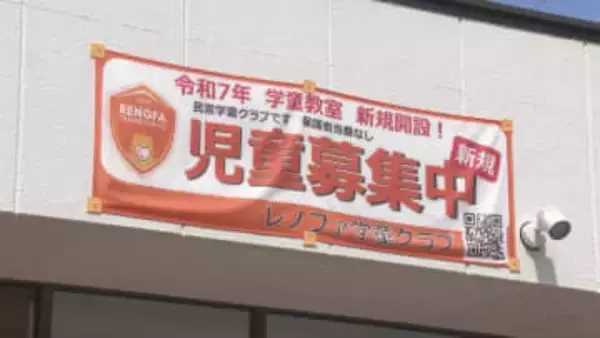 令和7年 学童教室 新規開設!
民営学童クラブです 保護者当番なし
児童募集中
新規
RENOFA
レノファ学童クラブ